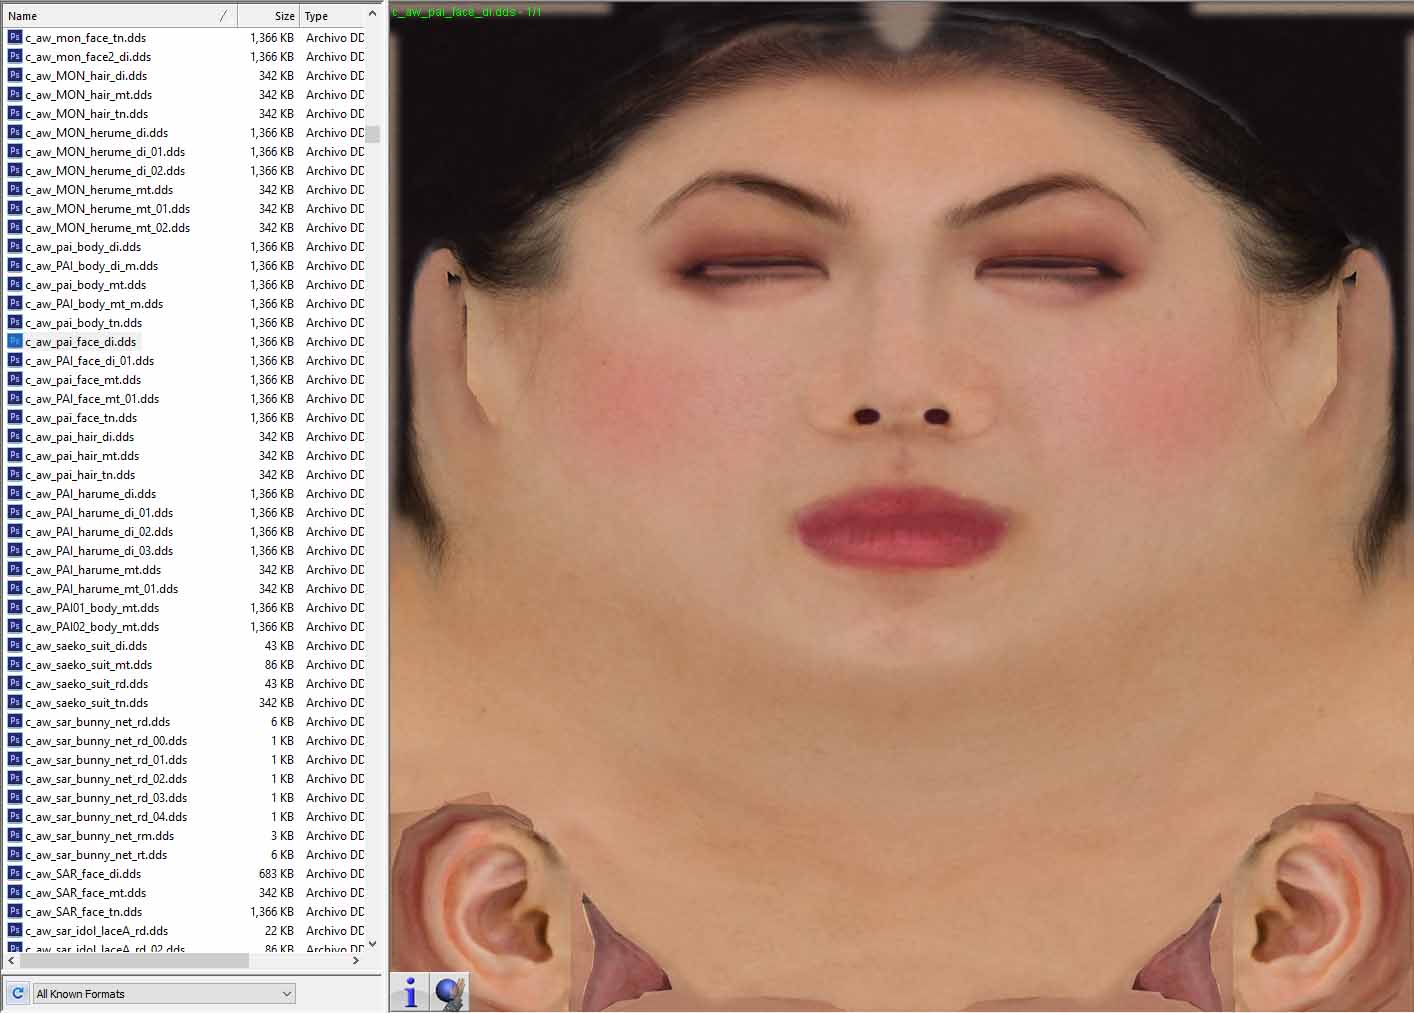 Name / Size Type
c_aw_mon_face_tn.dds 1,366 KB Archivo DD
c_aw_mon_face2_di.dds 1,366 KB Archivo DD
c_aw_MON_hair_di.dds 342 KB Archivo DD
c_aw_MON_hair_mt.dds 342 KB Archivo DD
c_aw_MON_hair_tn.dds 342 KB Archivo DD
c_aw_MON_herume_di.dds 1,366 KB Archivo DD
c_aw_MON_herume_di_01.dds 1,366 KB Archivo DD
c_aw_MON_herume_di_02.dds 1,366 KB Archivo DD
c_aw_MON_herume_mt.dds 342 KB Archivo DD
c_aw_MON_herume_mt_01.dds 342 KB Archivo DD
c_aw_MON_herume_mt_02.dds 342 KB Archivo DD
c_aw_pai_body_di.dds 1,366 KB Archivo DD
c_aw_PAI_body_di_m.dds 1,366 KB Archivo DD
c_aw_pai_body_mt.dds 1,366 KB Archivo DD
c_aw_PAI_body_mt_m.dds 1,366 KB Archivo DD
c_aw_pai_body_tn.dds 1,366 KB Archivo DD
c_aw_pai_face_di.dds 1,366 KB Archivo DD
c_aw_PAI_face_di_01.dds 1,366 KB Archivo DD
c_aw_pai_face_mt.dds 1,366 KB Archivo DD
c_aw_PAI_face_mt_01.dds 1,366 KB Archivo DD
c_aw_pai_face_tn.dds 1,366 KB Archivo DD
c_aw_pai_hair_di.dds 342 KB Archivo DD
c_aw_pai_hair_mt.dds 342 KB Archivo DD
c_aw_pai_hair_tn.dds 342 KB Archivo DD
c_aw_PAI_harume_di.dds 1,366 KB Archivo DD
c_aw_PAI_harume_di_01.dds 1,366 KB Archivo DD
c_aw_PAI_harume_di_02.dds 1,366 KB Archivo DD
c_aw_PAI_harume_di_03.dds 1,366 KB Archivo DD
c_aw_PAI_harume_mt.dds 342 KB Archivo DD
c_aw_PAI_harume_mt_01.dds 342 KB Archivo DD
c_aw_PAI01_body_mt.dds 1,366 KB Archivo DD
c_aw_PAI02_body_mt.dds 1,366 KB Archivo DD
c_aw_saeko_suit_di.dds 43 KB Archivo DD
c_aw_saeko_suit_mt.dds 86 KB Archivo DD
c_aw_saeko_suit_rd.dds 43 KB Archivo DD
c_aw_saeko_suit_tn.dds 342 KB Archivo DD
c_aw_sar_bunny_net_rd.dds 6 KB Archivo DD
c_aw_sar_bunny_net_rd_00.dds 1 KB Archivo DD
c_aw_sar_bunny_net_rd_01.dds 1 KB Archivo DD
c_aw_sar_bunny_net_rd_02.dds 1 KB Archivo DD
c_aw_sar_bunny_net_rd_03.dds 1 KB Archivo DD
c_aw_sar_bunny_net_rd_04.dds 1 KB Archivo DD
c_aw_sar_bunny_net_rm.dds 3 KB Archivo DD
c_aw_sar_bunny_net_rt.dds 6 KB Archivo DD
c_aw_SAR_face_di.dds 683 KB Archivo DD
c_aw_SAR_face_mt.dds 342 KB Archivo DD
c_aw_SAR_face_tn.dds 1,366 KB Archivo DD
c_aw_sar_idol_laceA_rd.dds 22 KB Archivo DD
c_aw_sar_idol_laceA_rd_02.dds 86 KB Archivo DD
All Known Formats
c_aw_pai_face_di.dds - 1/1